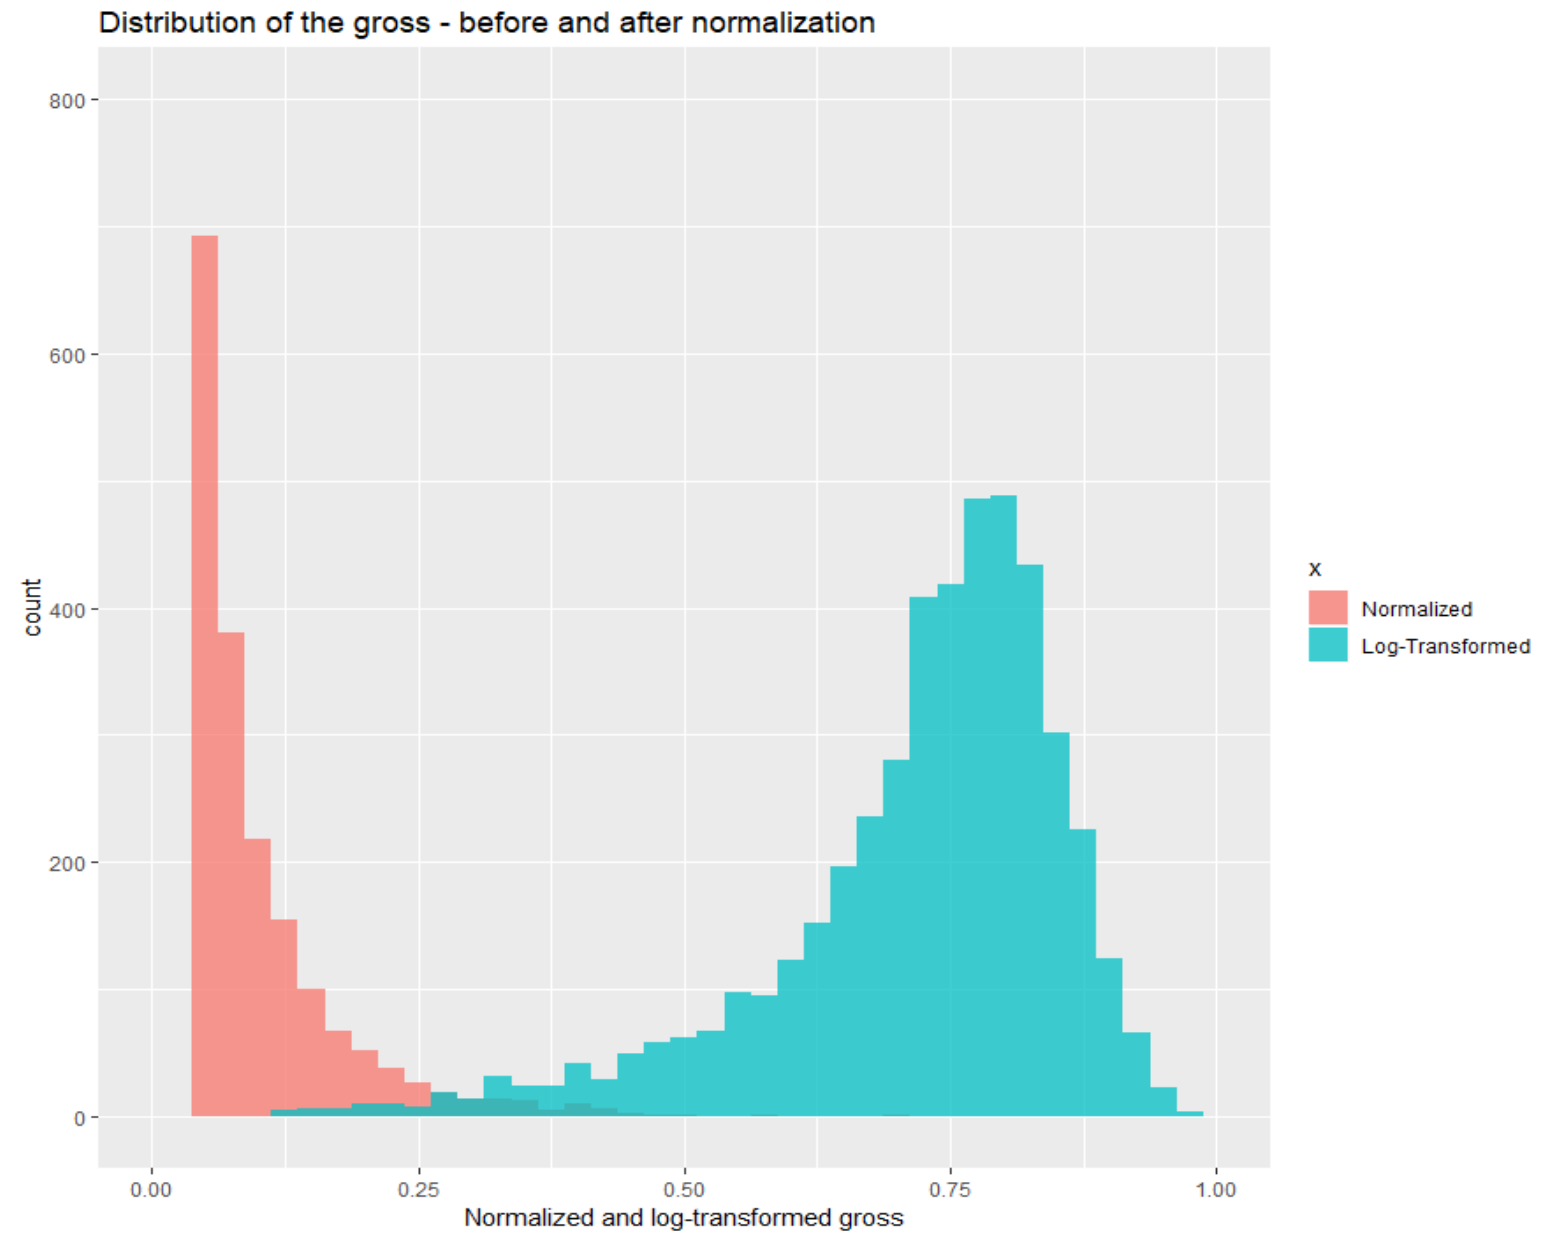 Distribution of the gross - before and after normalization
800
600
400
200
0
count
0.00 0.25 0.50 0.75 1.00
Normalized and log-transformed gross
x
Normalized
Log-Transformed